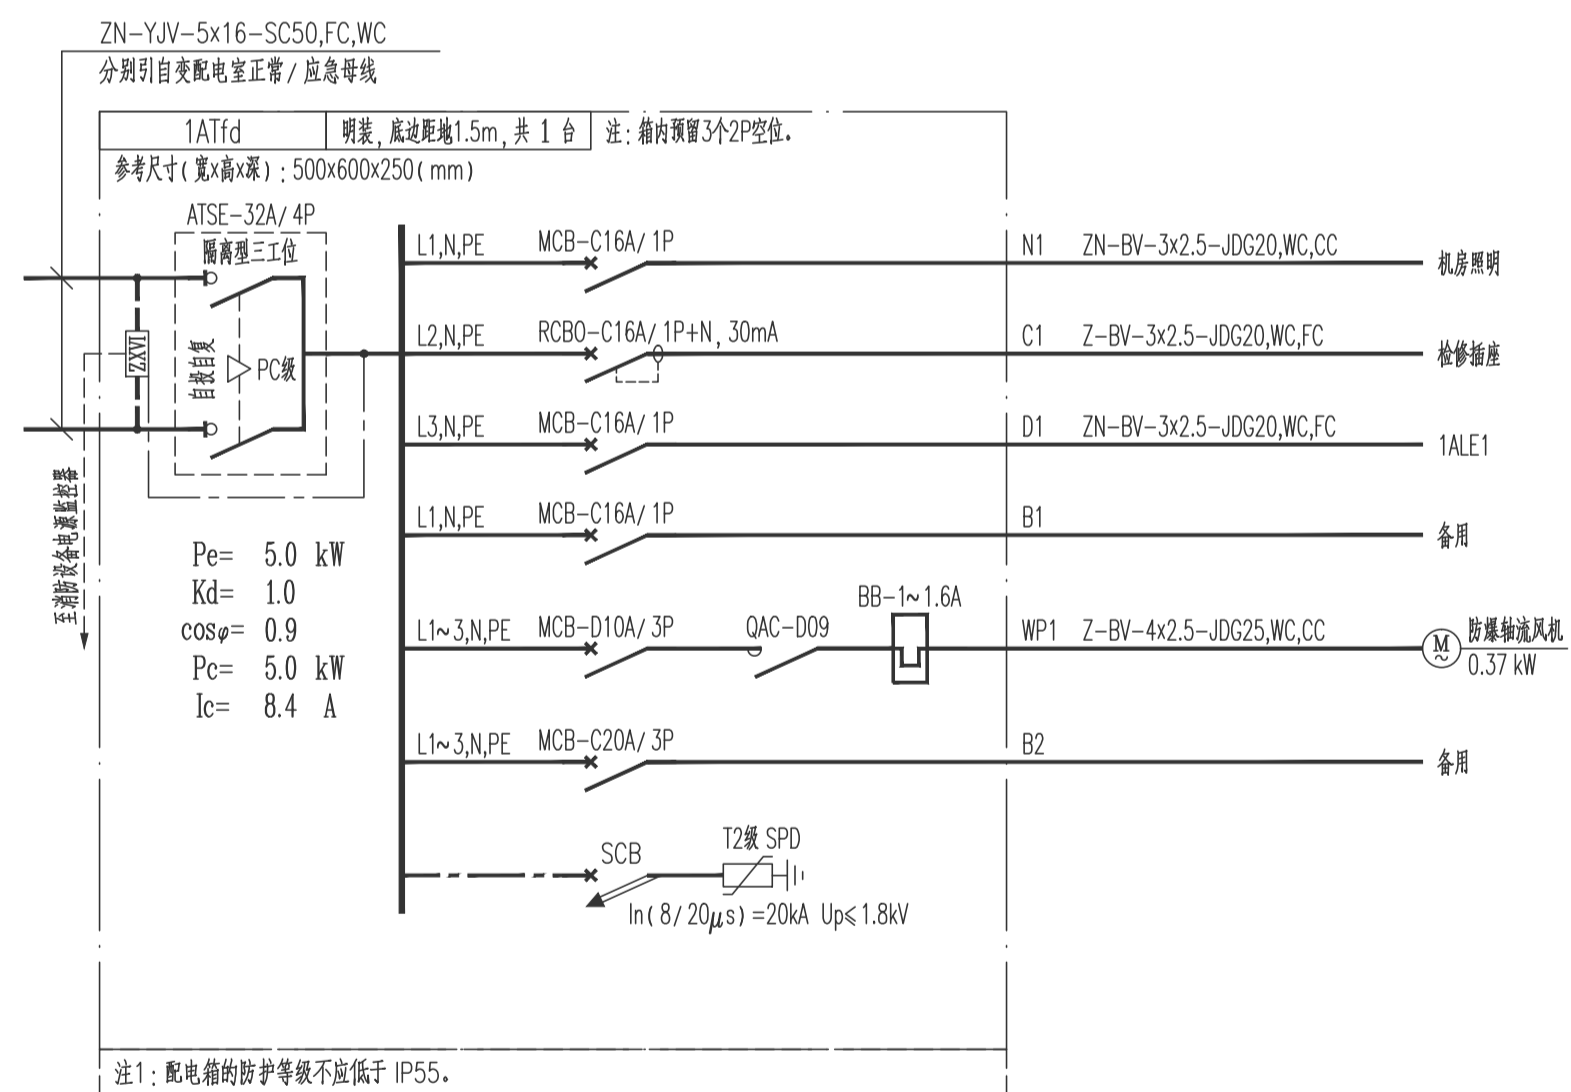 ZN-YJV-5x16-SC50,FC,WC
分别引自变配电室正常/应急母线
1ATfd 明装,底边距地1.5m,共 1 台 注:箱内预留3个2P空位。
参考尺寸(宽x高x深):500x600x250(mm)
ATSE-32A/4P
隔离型三工位
自投自复
PC级
ZXVI
至消防设备电源监控器
L1,N,PE MCB-C16A/1P N1 ZN-BV-3x2.5-JDG20,WC,CC 机房照明
L2,N,PE RCBO-C16A/1P+N, 30mA C1 Z-BV-3x2.5-JDG20,WC,FC 检修插座
L3,N,PE MCB-C16A/1P D1 ZN-BV-3x2.5-JDG20,WC,FC 1ALE1
L1,N,PE MCB-C16A/1P B1 备用
Pe= 5.0 kW
Kd= 1.0
cosφ= 0.9
Pc= 5.0 kW
Ic= 8.4 A
L1~3,N,PE MCB-D10A/3P QAC-D09 BB-1~1.6A WP1 Z-BV-4x2.5-JDG25,WC,CC M ~ 防爆轴流风机
0.37 kW
L1~3,N,PE MCB-C20A/3P B2 备用
SCB T2级 SPD
In(8/20μs)=20kA Up≤1.8kV
注1:配电箱的防护等级不应低于 IP55。